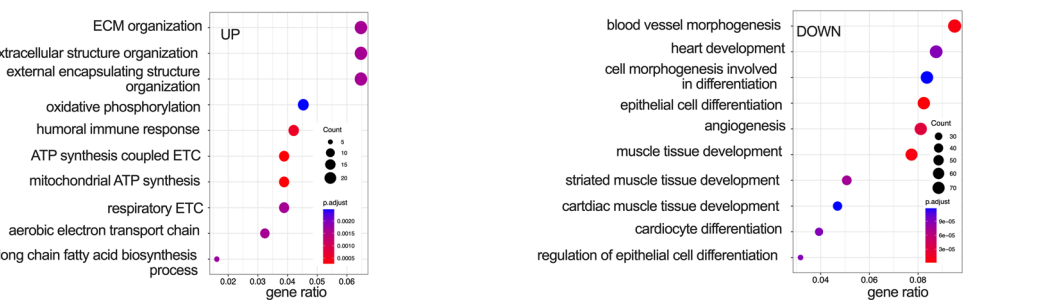 ECM organization
xtracellular structure organization
external encapsulating structure
organization
oxidative phosphorylation
humoral immune response
ATP synthesis coupled ETC
mitochondrial ATP synthesis
respiratory ETC
aerobic electron transport chain
long chain fatty acid biosynthesis
process
UP
Count
5
10
15
20
p.adjust
0.0020
0.0015
0.0010
0.0005
0.02 0.03 0.04 0.05 0.06
gene ratio
blood vessel morphogenesis
heart development
cell morphogenesis involved
in differentiation
epithelial cell differentiation
angiogenesis
muscle tissue development
striated muscle tissue development
cartdiac muscle tissue development
cardiocyte differentiation
regulation of epithelial cell differentiation
DOWN
Count
30
40
50
60
70
p.adjust
9e-05
6e-05
3e-05
0.04 0.06 0.08
gene ratio